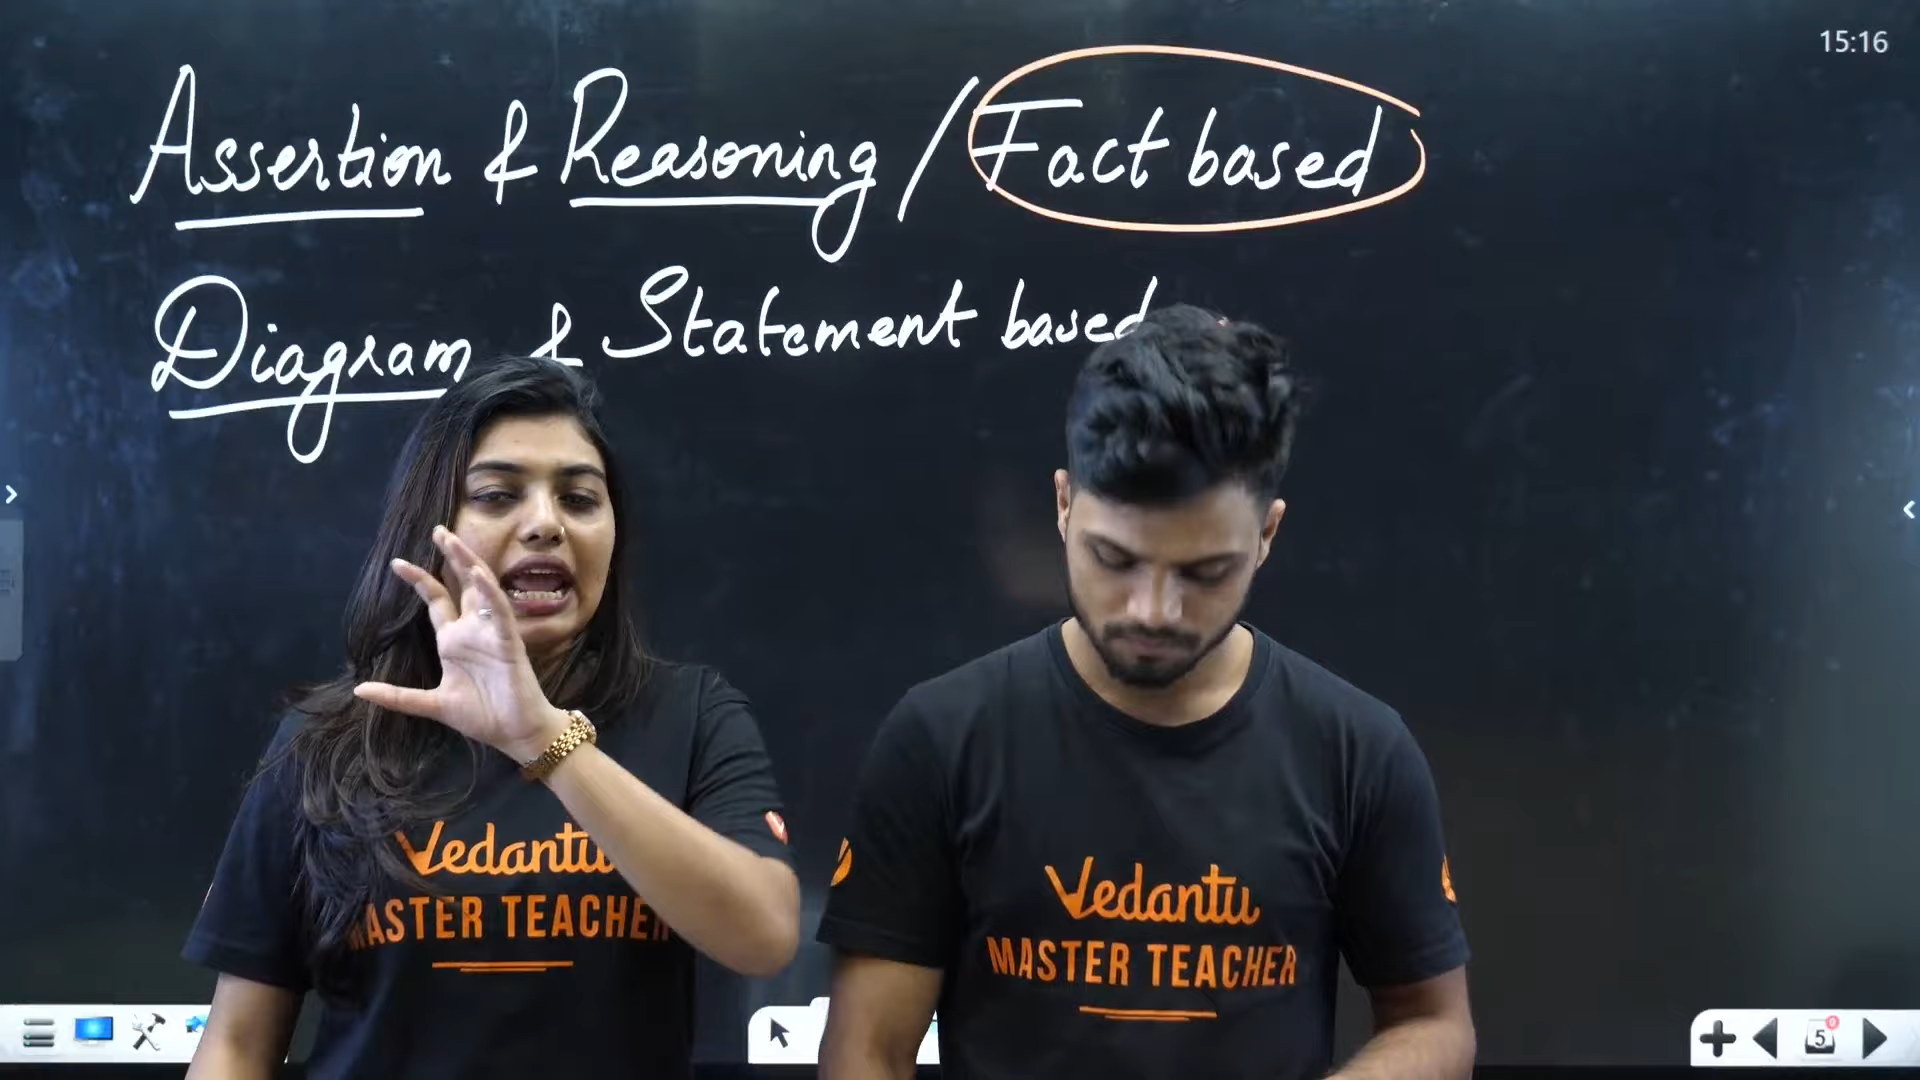 15:16
Assertion & Reasoning / Fact based
Diagram & Statement based
Vedantu
MASTER TEACHER
Vedantu
MASTER TEACHER
5